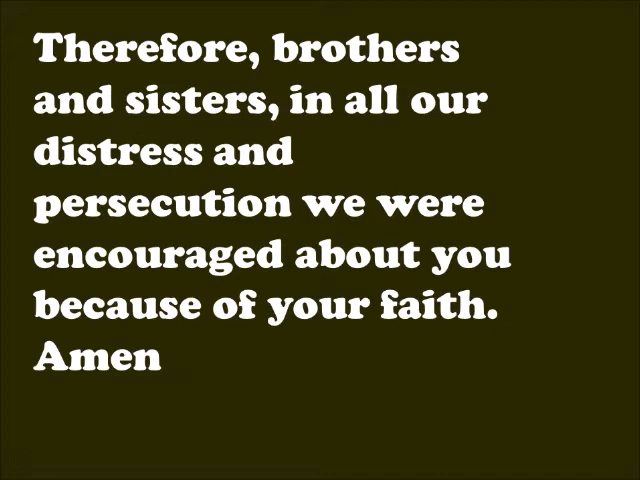 Therefore, brothers
and sisters, in all our
distress and
persecution we were
encouraged about you
because of your faith.
Amen